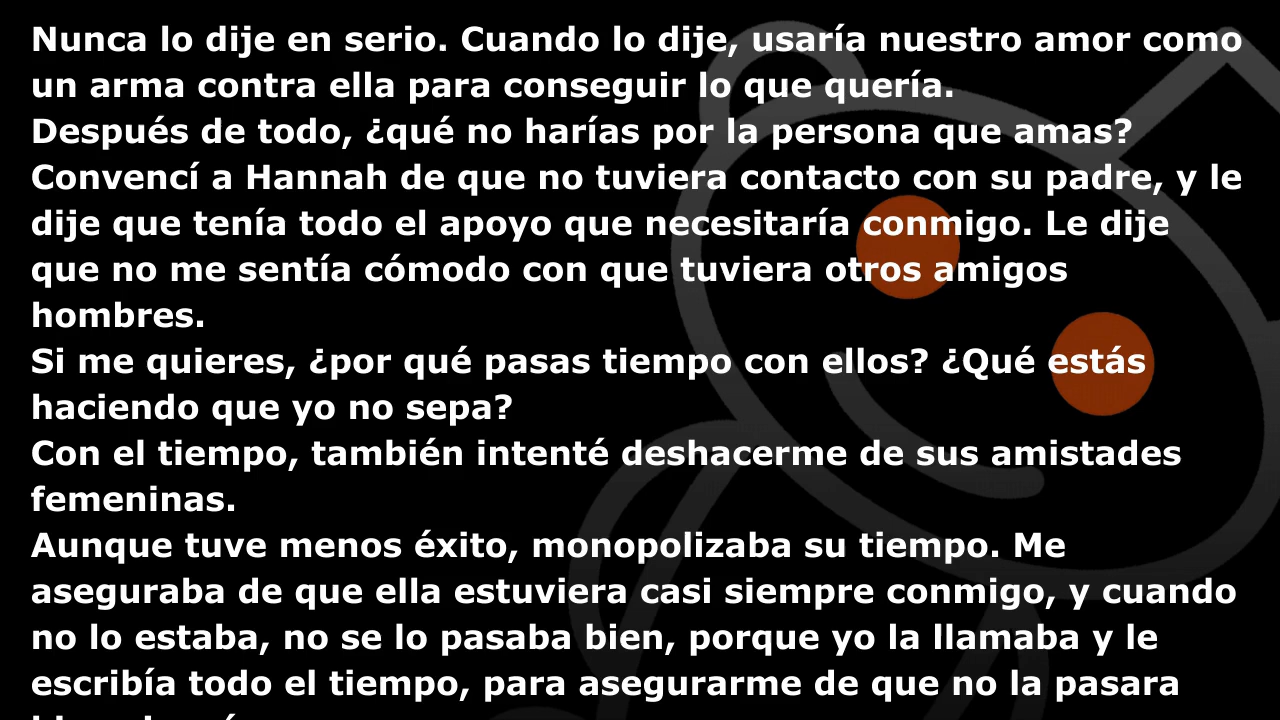 Nunca lo dije en serio. Cuando lo dije, usaría nuestro amor como
un arma contra ella para conseguir lo que quería.
Después de todo, ¿qué no harías por la persona que amas?
Convencí a Hannah de que no tuviera contacto con su padre, y le
dije que tenía todo el apoyo que necesitaría conmigo. Le dije
que no me sentía cómodo con que tuviera otros amigos
hombres.
Si me quieres, ¿por qué pasas tiempo con ellos? ¿Qué estás
haciendo que yo no sepa?
Con el tiempo, también intenté deshacerme de sus amistades
femeninas.
Aunque tuve menos éxito, monopolizaba su tiempo. Me
aseguraba de que ella estuviera casi siempre conmigo, y cuando
no lo estaba, no se lo pasaba bien, porque yo la llamaba y le
escribía todo el tiempo, para asegurarme de que no la pasara